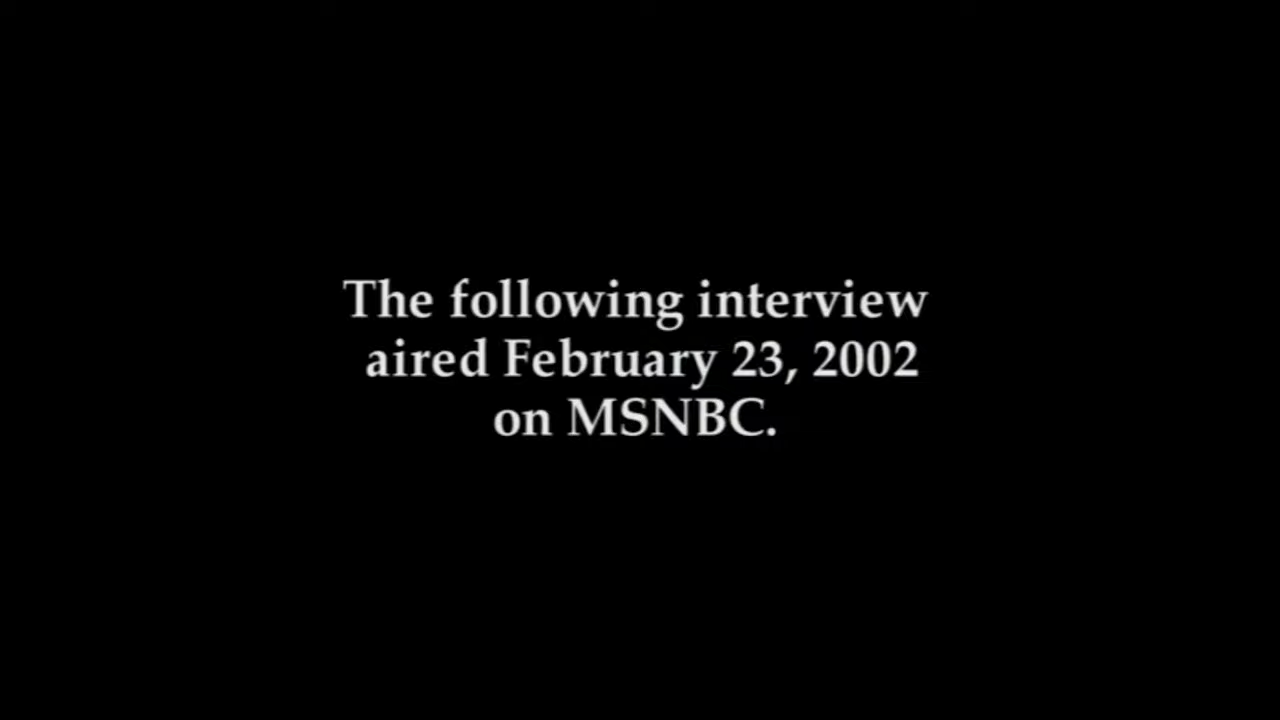 The following interview
aired February 23, 2002
on MSNBC.